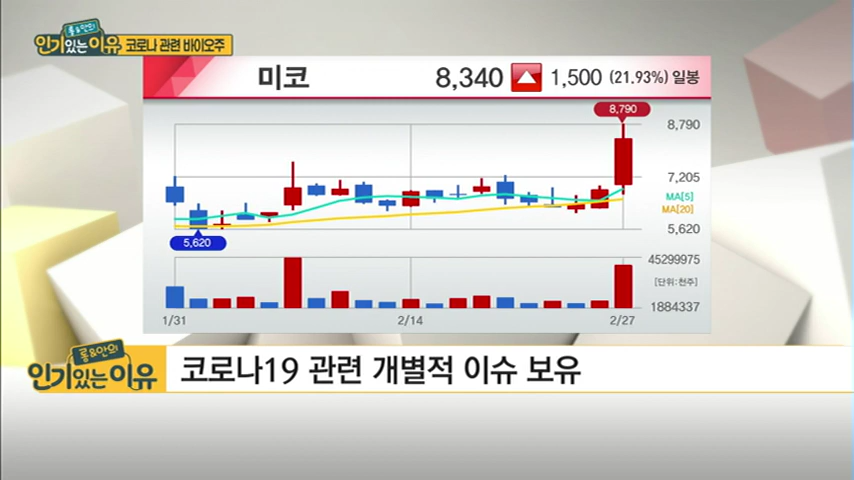 롱&안의
인기있는이유 코로나 관련 바이오주
미코 8,340 1,500 (21.93%) 일봉
8,790
8,790
7,205
MA[5]
MA[20]
5,620
5,620
45299975
[단위:천주]
1884337
1/31 2/14 2/27
롱&안의
인기있는이유
코로나19 관련 개별적 이슈 보유